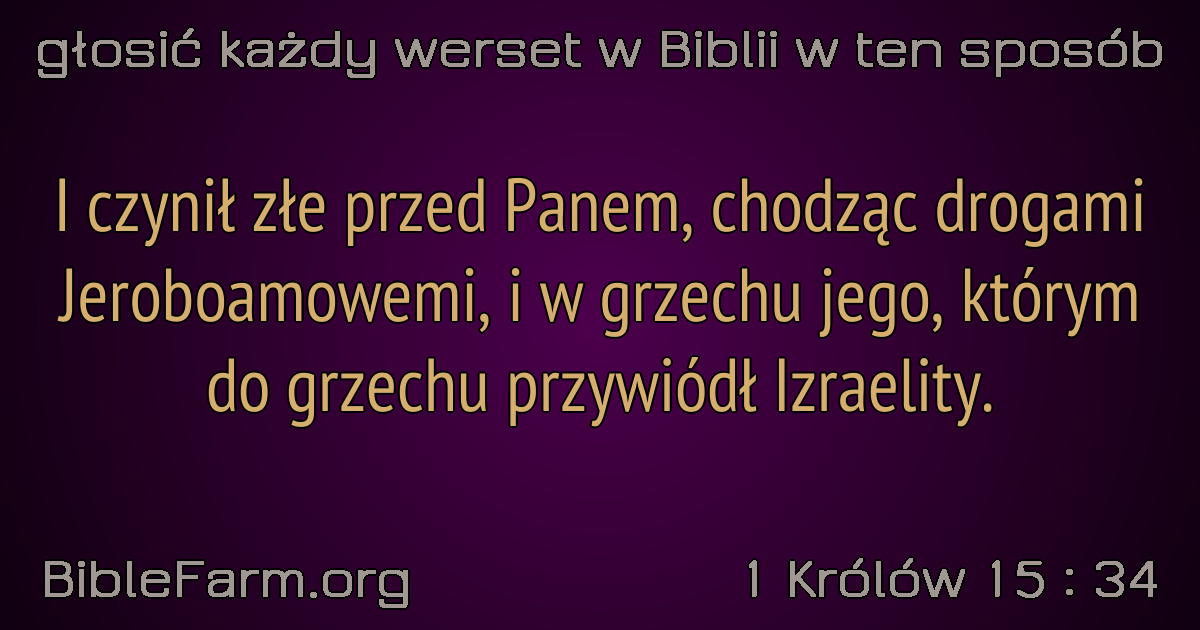 głosić każdy werset w Biblii w ten sposób
I czynił złe przed Panem, chodząc drogami
Jeroboamowemi, i w grzechu jego, którym
do grzechu przywiódł Izraelity.
BibleFarm.org
1 Królów 15 : 34